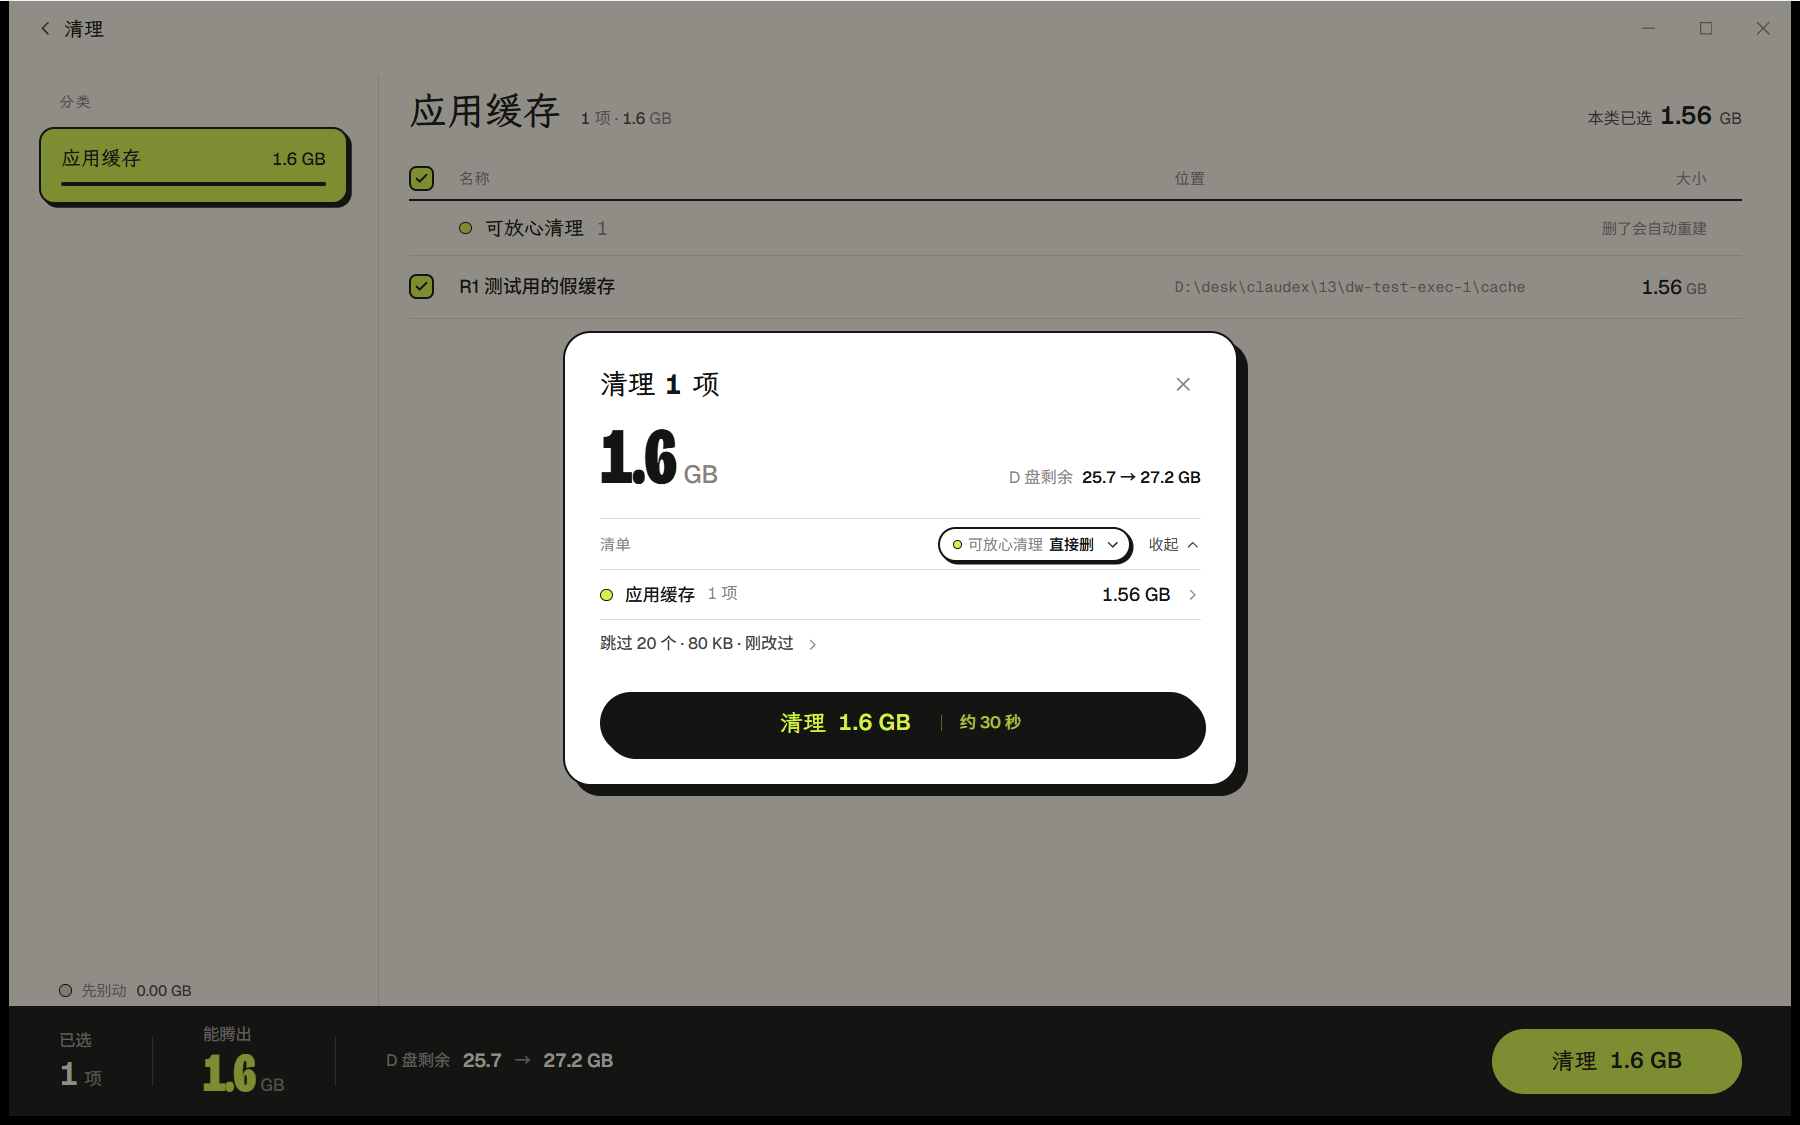 清理
分类
应用缓存 1.6 GB
应用缓存 1 项 · 1.6 GB
本类已选 1.56 GB
名称 位置 大小
可放心清理 1 删了会自动重建
R1 测试用的假缓存 D:\desk\claudex\13\dw-test-exec-1\cache 1.56 GB
清理 1 项
1.6 GB
D 盘剩余 25.7 → 27.2 GB
清单 可放心清理 直接删 收起
应用缓存 1 项 1.56 GB
跳过 20 个 · 80 KB · 刚改过
清理 1.6 GB 约 30 秒
先别动 0.00 GB
已选
1 项
能腾出
1.6 GB
D 盘剩余 25.7 → 27.2 GB
清理 1.6 GB